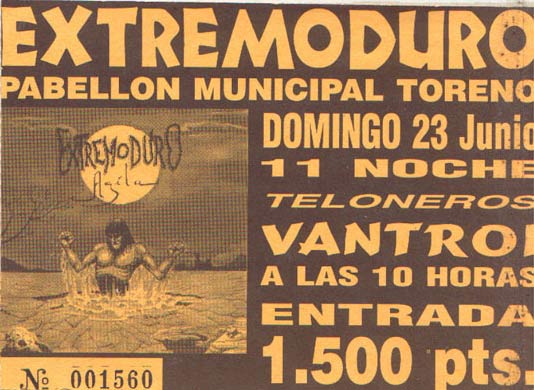 EXTREMODURO
PABELLON MUNICIPAL TORENO
EXTREMODURO
Agila
DOMINGO 23 Junio
11 NOCHE
TELONEROS
VANTROI
A LAS 10 HORAS
ENTRADA
1.500 pts.
Nº 001560